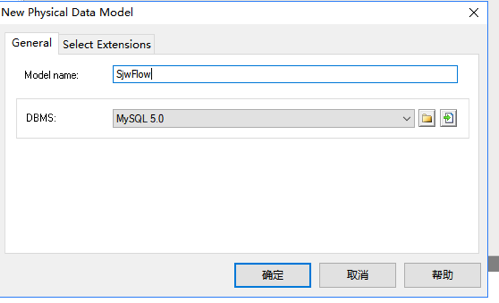 New Physical Data Model
General
Select Extensions
Model name:
SjwFlow
DBMS:
MySQL 5.0
确定
取消
帮助